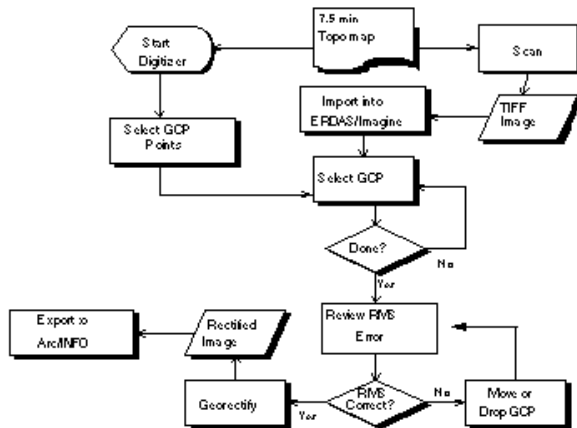 7.5 min
Topo map
Start
Digitizer
Scan
Import into
ERDAS/Imagine
TIFF
Image
Select GCP
Points
Select GCP
Done?
No
Yes
Review RMS
Error
Export to
Arc/INFO
Rectified
Image
RMS
Correct?
No
Move or
Drop GCP
Georectify
Yes